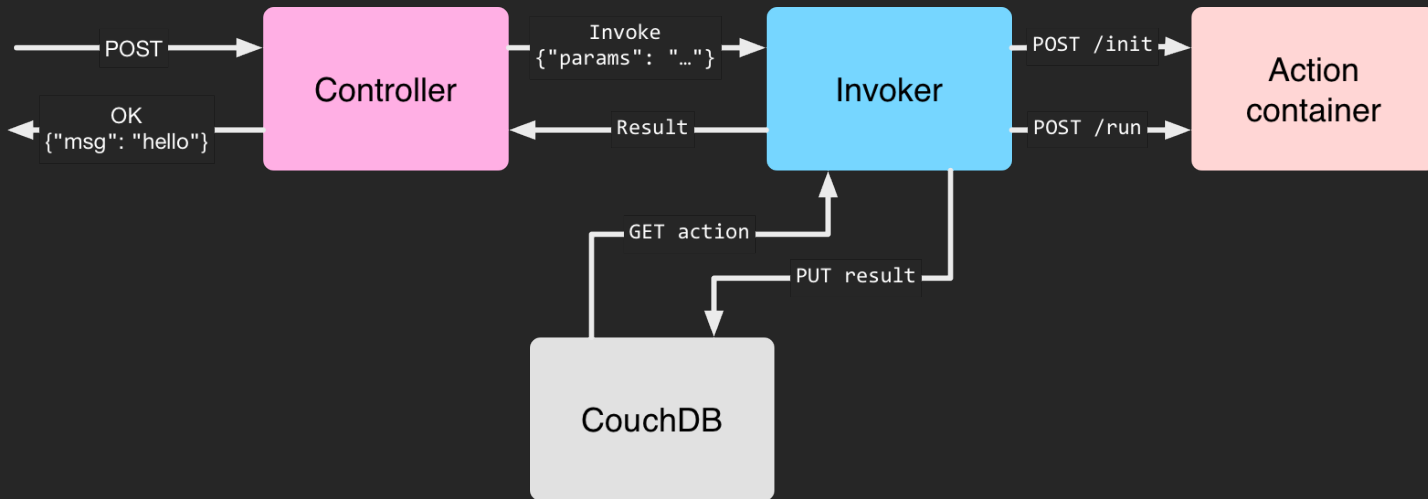 POST
OK
{"msg": "hello"}
Controller
Invoke
{"params": "…"}
Result
Invoker
POST /init
POST /run
Action
container
GET action
PUT result
CouchDB